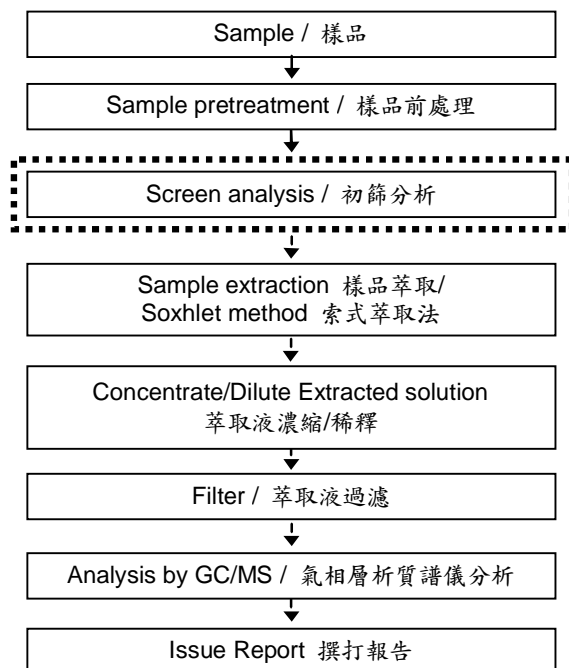 Sample / 樣品
Sample pretreatment / 樣品前處理
Screen analysis / 初篩分析
Sample extraction 樣品萃取/
Soxhlet method 索式萃取法
Concentrate/Dilute Extracted solution
萃取液濃縮/稀釋
Filter / 萃取液過濾
Analysis by GC/MS / 氣相層析質譜儀分析
Issue Report 撰打報告